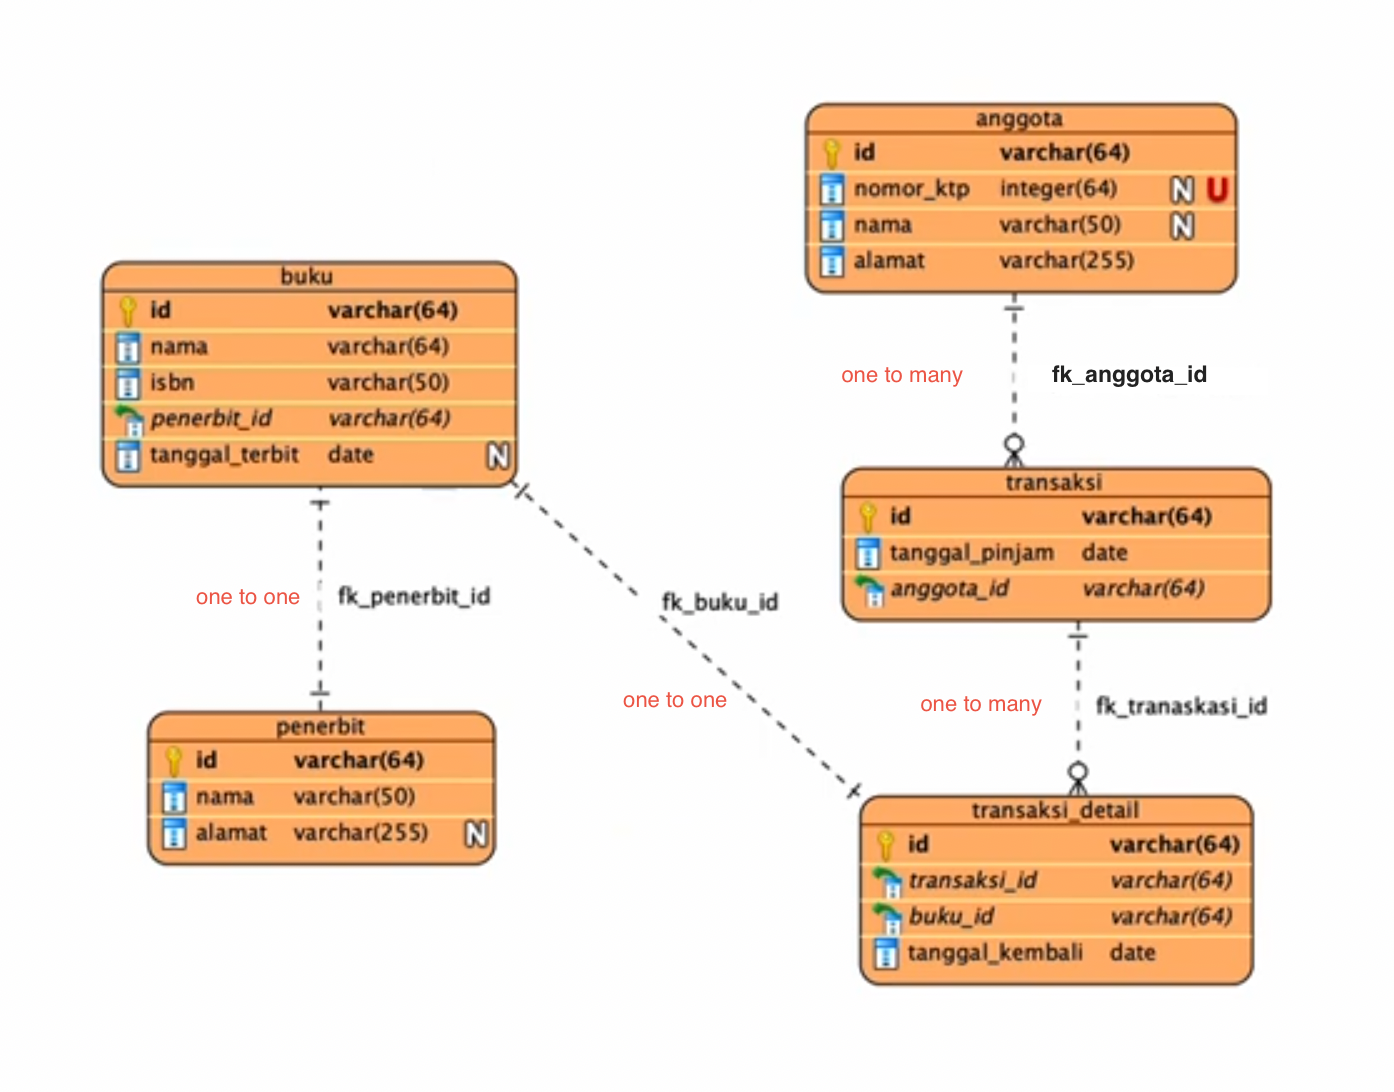 anggota
id varchar(64)
nomor_ktp integer(64) N U
nama varchar(50) N
alamat varchar(255)
buku
id varchar(64)
nama varchar(64)
isbn varchar(50)
penerbit_id varchar(64)
tanggal_terbit date N
one to many fk_anggota_id
transaksi
id varchar(64)
tanggal_pinjam date
anggota_id varchar(64)
one to one fk_penerbit_id
fk_buku_id
one to one
one to many fk_tranaskasi_id
penerbit
id varchar(64)
nama varchar(50)
alamat varchar(255) N
transaksi_detail
id varchar(64)
transaksi_id varchar(64)
buku_id varchar(64)
tanggal_kembali date